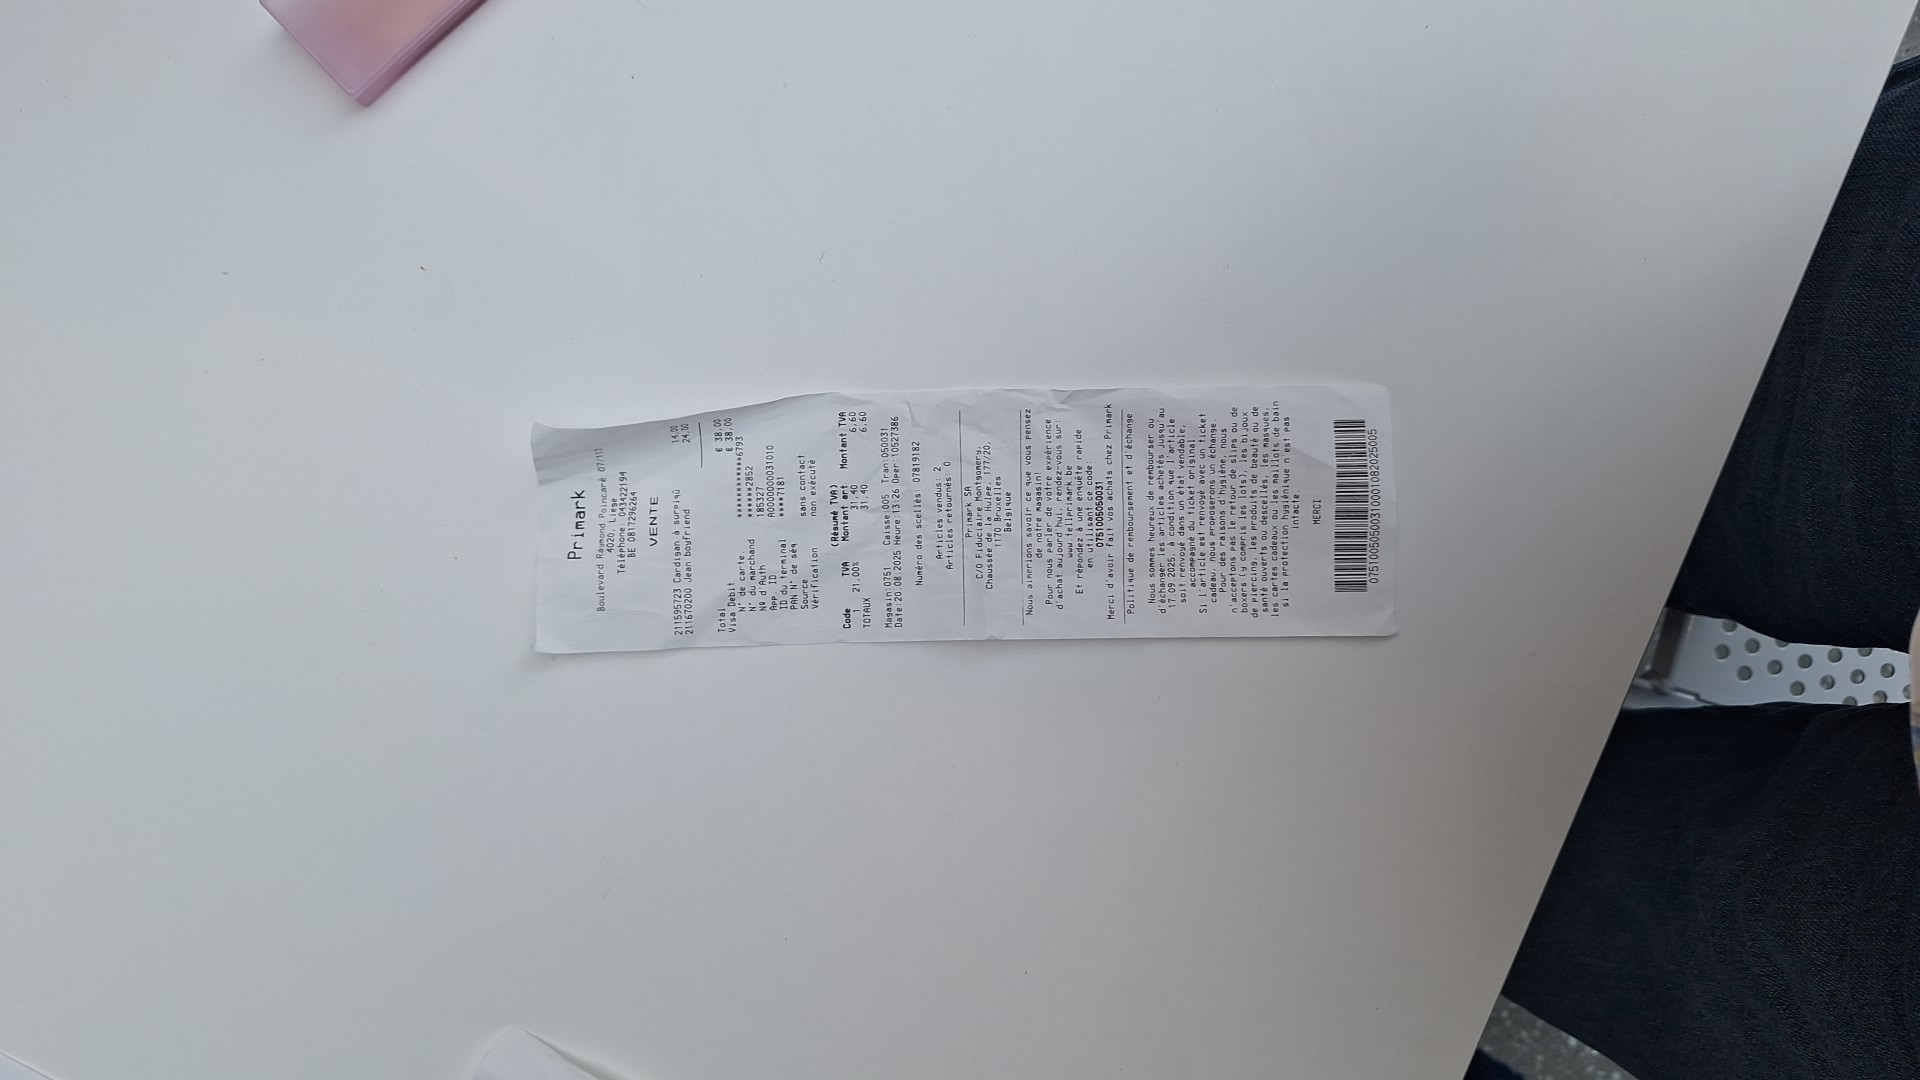 Primark
Boulevard Raymond Poincaré 07/111
4020, Liège
Téléphone: 043422194
BE 0817296264
VENTE
211595723 Cardigan à surpiqû 14,00
211670200 Jean boyfriend 24,00
Total € 38,00
Visa Debit € 38,00
N° de carte. ************6793
N° du marchand *****2852
Nº d'Auth 185327
App. ID A0000000031010
ID du terminal ****7181
PAN N° de séq
Source sans contact
Vérification non exécuté
(Résumé TVA)
Code TVA Montant art Montant TVA
1 21,00% 31,40 6,60
TOTAUX 31,40 6,60
Magasin:0751 Caisse:005 Tran:050031
Date:20.08.2025 Heure:13:26 Oper:10527386
Numéro des scellés: 07819182
Articles vendus: 2
Articles retournés: 0
Primark SA
C/O Fiduciaire Montgomery,
Chaussée de la Hulpe, 177/20,
1170 Bruxelles
Belgique
Nous aimerions savoir ce que vous pensez
de notre magasin!
Pour nous parler de votre expérience
d'achat aujourd'hui, rendez-vous sur:
www.tellprimark.be
Et répondez à une enquête rapide
en utilisant ce code:
0751005050031
Merci d'avoir fait vos achats chez Primark
Politique de remboursement et d'échange
Nous sommes heureux de rembourser ou
d'échanger les articles achetés jusqu'au
17.09.2025, à condition que l'article
soit renvoyé dans un état vendable,
accompagné du ticket original.
Si l'article est renvoyé avec un ticket
cadeau, nous proposerons un échange.
Pour des raisons d'hygiène, nous
n'acceptons pas le retour de slips ou de
boxers (y compris les lots), les bijoux
de piercing, les produits de beauté ou de
santé ouverts ou descellés, les masques,
les cartes cadeaux ou les maillots de bain
si la protection hygiénique n'est pas
intacte.
MERCI